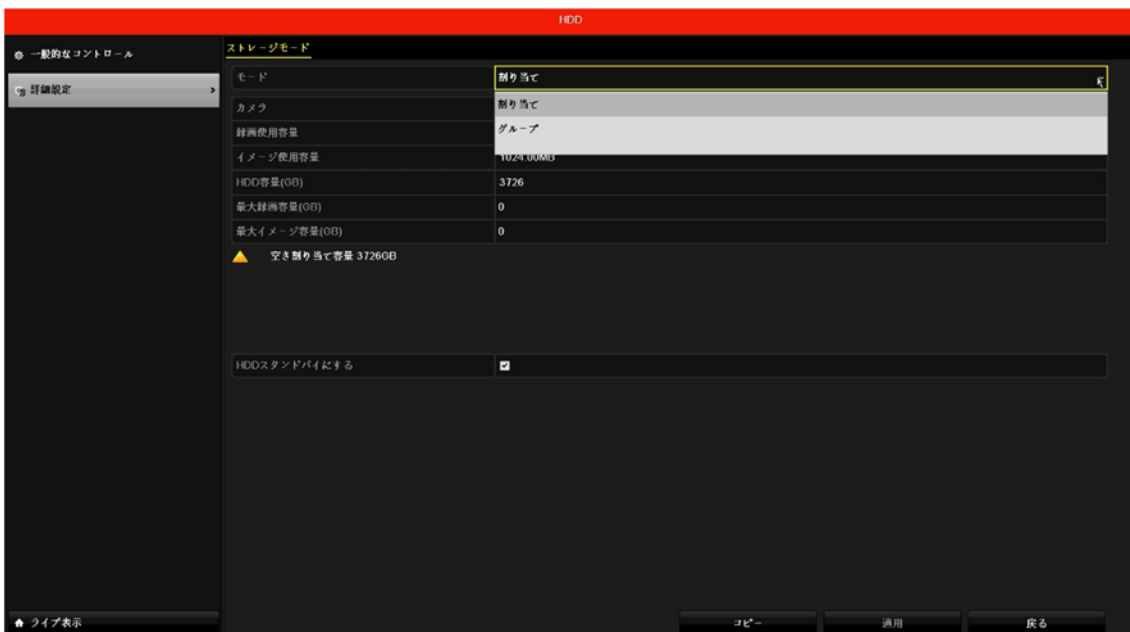 HDD
一般的なコントロール
詳細設定
ストレージモード
モード 割り当て
割り当て
グループ
カメラ
録画使用容量
イメージ使用容量 1024.00MB
HDD容量(GB) 3726
最大録画容量(GB) 0
最大イメージ容量(GB) 0
空き割り当て容量 3726GB
HDDスタンドバイにする
ライブ表示
コピー 適用 戻る